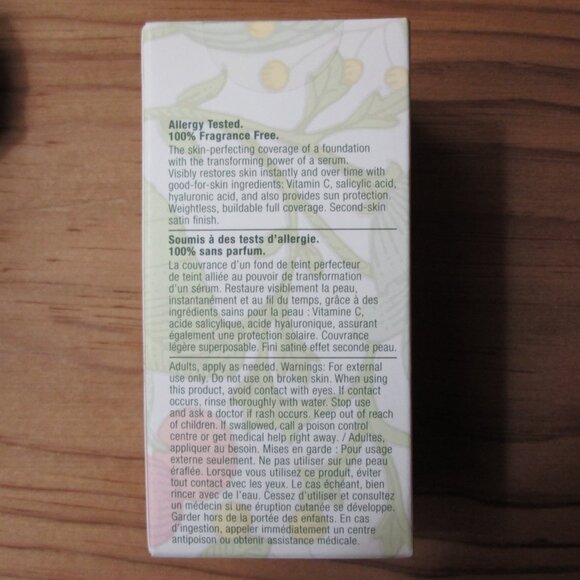 Allergy Tested.
100% Fragrance Free.
The skin-perfecting coverage of a foundation
with the transforming power of a serum.
Visibly restores skin instantly and over time with
good-for-skin ingredients: Vitamin C, salicylic acid,
hyaluronic acid, and also provides sun protection.
Weightless, buildable full coverage. Second-skin
satin finish.
Soumis à des tests d'allergie.
100% sans parfum.
La couvrance d'un fond de teint perfecteur
de teint alliée au pouvoir de transformation
d'un sérum. Restaure visiblement la peau,
instantanément et au fil du temps, grâce à des
ingrédients sains pour la peau : Vitamine C,
acide salicylique, acide hyaluronique, assurant
également une protection solaire. Couvrance
légère superposable. Fini satiné effet seconde peau.
Adults, apply as needed. Warnings: For external
use only. Do not use on broken skin. When using
this product, avoid contact with eyes. If contact
occurs, rinse thoroughly with water. Stop use
and ask a doctor if rash occurs. Keep out of reach
of children. If swallowed, call a poison control
centre or get medical help right away. / Adultes,
appliquer au besoin. Mises en garde : Pour usage
externe seulement. Ne pas utiliser sur une peau
éraflée. Lorsque vous utilisez ce produit, éviter
tout contact avec les yeux. Le cas échéant, bien
rincer avec de l'eau. Cessez d'utiliser et consultez
un médecin si une éruption cutanée se développe.
Garder hors de la portée des enfants. En cas
d'ingestion, appeler immédiatement un centre
antipoison ou obtenir assistance médicale.